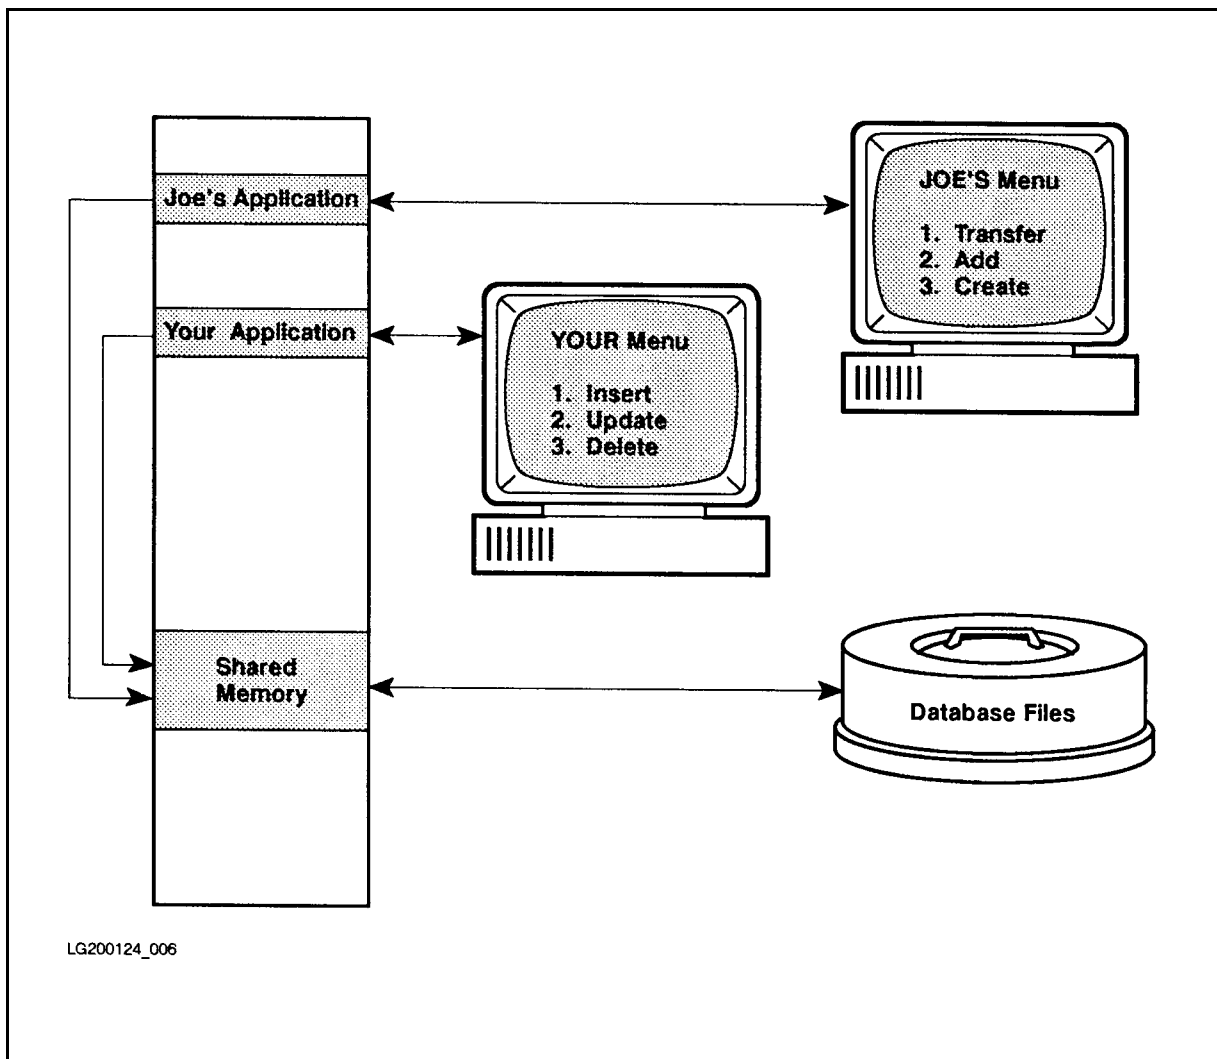 Joe's Application
JOE'S Menu
1. Transfer
2. Add
3. Create
Your Application
YOUR Menu
1. Insert
2. Update
3. Delete
Shared
Memory
Database Files
LG200124_006